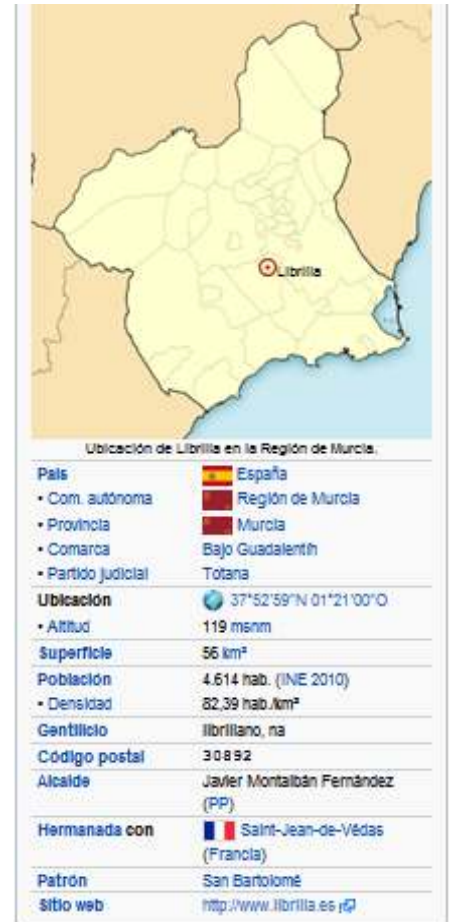 Librilla
Ubicación de Librilla en la Región de Murcia.
País España
• Com. autónoma Región de Murcia
• Provincia Murcia
• Comarca Bajo Guadalentín
• Partido judicial Totana
Ubicación 37°52′59″N 01°21′00″O
• Altitud 119 msnm
Superficie 56 km²
Población 4.614 hab. (INE 2010)
• Densidad 82,39 hab./km²
Gentilicio librillano, na
Código postal 30892
Alcalde Javier Montalbán Fernández
(PP)
Hermanada con Saint-Jean-de-Védas
(Francia)
Patrón San Bartolomé
Sitio web http://www.librilla.es